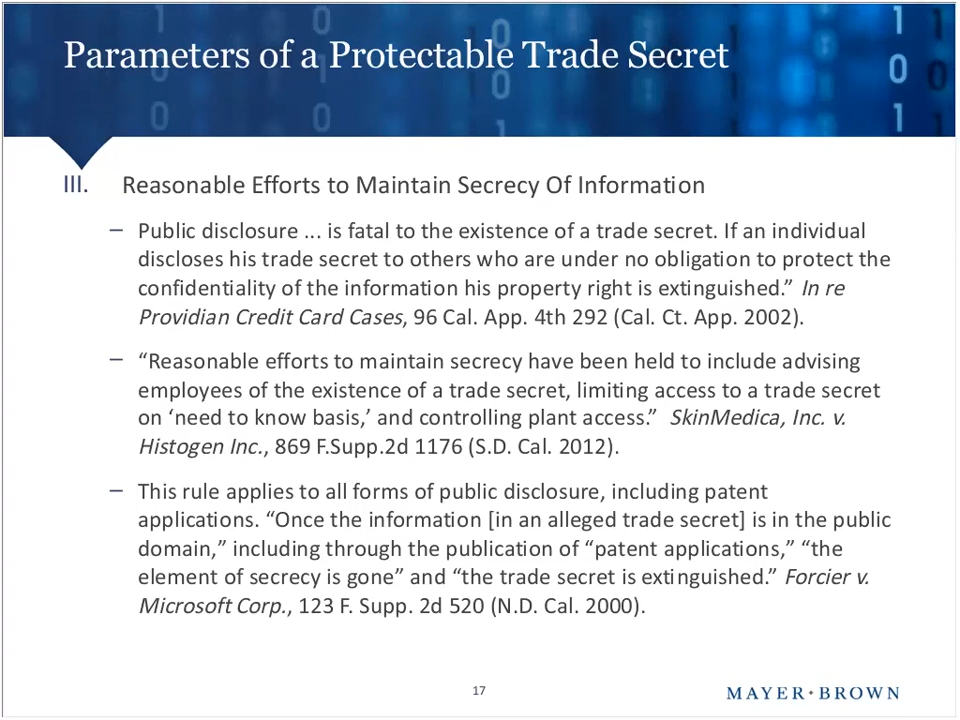 Parameters of a Protectable Trade Secret
III. Reasonable Efforts to Maintain Secrecy Of Information
– Public disclosure ... is fatal to the existence of a trade secret. If an individual
discloses his trade secret to others who are under no obligation to protect the
confidentiality of the information his property right is extinguished.” In re
Providian Credit Card Cases, 96 Cal. App. 4th 292 (Cal. Ct. App. 2002).
– “Reasonable efforts to maintain secrecy have been held to include advising
employees of the existence of a trade secret, limiting access to a trade secret
on ‘need to know basis,’ and controlling plant access.” SkinMedica, Inc. v.
Histogen Inc., 869 F.Supp.2d 1176 (S.D. Cal. 2012).
– This rule applies to all forms of public disclosure, including patent
applications. “Once the information [in an alleged trade secret] is in the public
domain,” including through the publication of “patent applications,” “the
element of secrecy is gone” and “the trade secret is extinguished.” Forcier v.
Microsoft Corp., 123 F. Supp. 2d 520 (N.D. Cal. 2000).
17
MAYER•BROWN